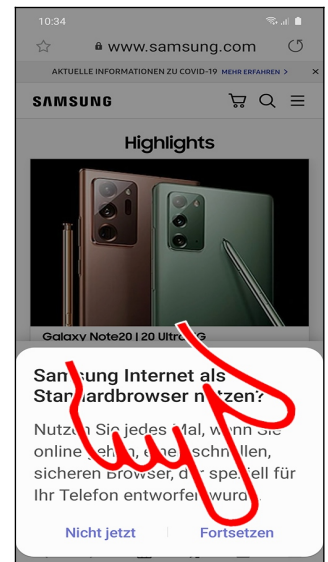 10:34
www.samsung.com
AKTUELLE INFORMATIONEN ZU COVID-19 MEHR ERFAHREN > ×
SAMSUNG
Highlights
Galaxy Note20 | 20 Ultra 5G
Samsung Internet als
Standardbrowser nutzen?
Nutzen Sie jedes Mal, wenn Sie
online gehen, einen schnellen,
sicheren Browser, der speziell für
Ihr Telefon entworfen wurde.
Nicht jetzt
Fortsetzen